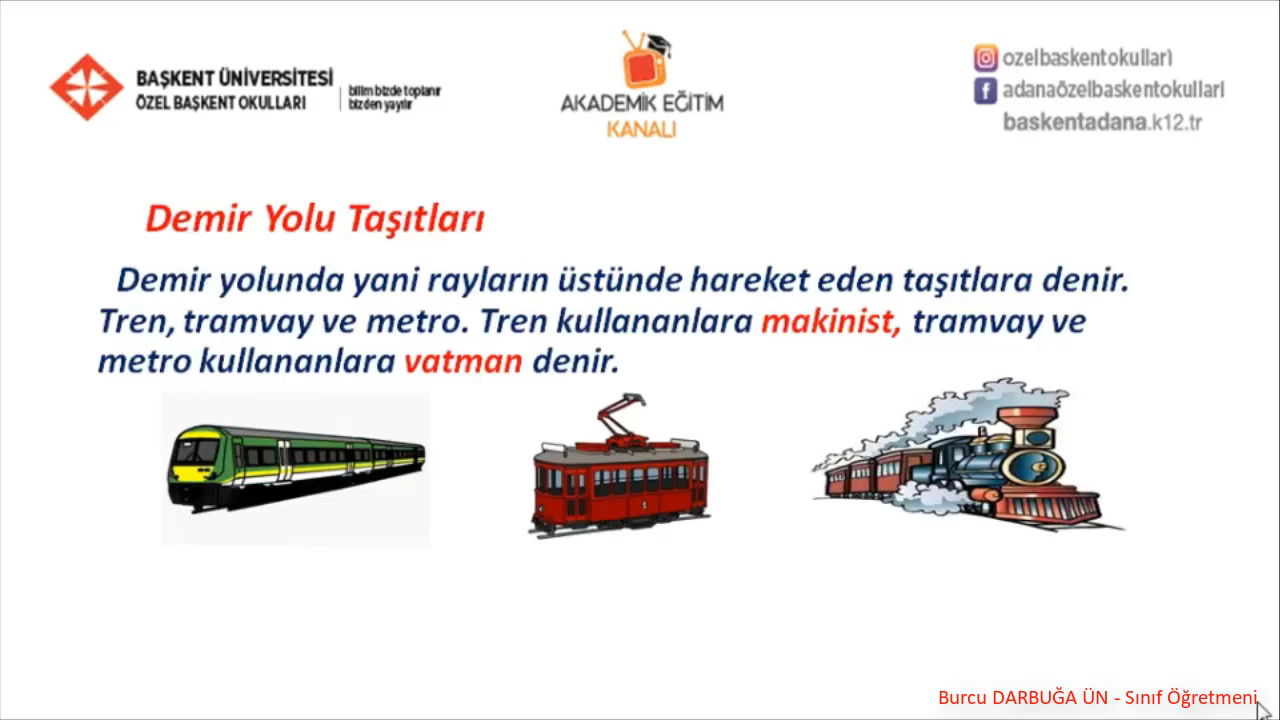 BAŞKENT ÜNİVERSİTESİ
ÖZEL BAŞKENT OKULLARI
bilim bizde toplanır
bizden yayılır
AKADEMİK EĞİTİM
KANALI
ozelbaskentokullari
adanaözelbaskentokullarI
baskentadana.k12.tr
Demir Yolu Taşıtları
Demir yolunda yani rayların üstünde hareket eden taşıtlara denir.
Tren, tramvay ve metro. Tren kullananlara makinist, tramvay ve
metro kullananlara vatman denir.
Burcu DARBUĞA ÜN - Sınıf Öğretmeni